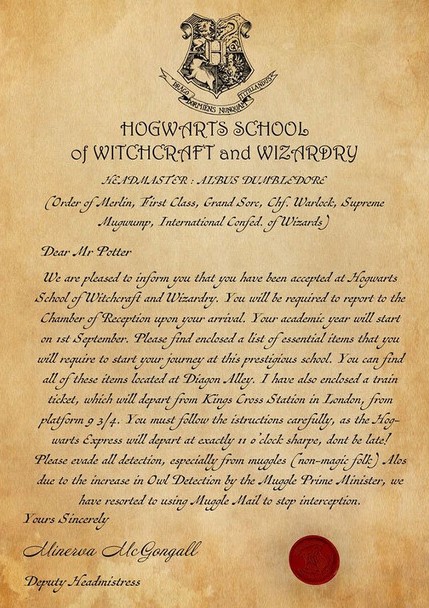 DRACO DORMIENS NUNQUAM TITILLANDUS
HOGWARTS SCHOOL
of WITCHCRAFT and WIZARDRY
HEADMASTER : ALBUS DUMBLEDORE
(Order of Merlin, First Class, Grand Sorc, Chf. Warlock, Supreme
Mugwump, International Confed. of Wizards)
Dear Mr Potter
We are pleased to inform you that you have been accepted at Hogwarts
School of Witchcraft and Wizardry. You will be required to report to the
Chamber of Reception upon your arrival. Your academic year will start
on 1st September. Please find enclosed a list of essential items that you
will require to start your journey at this prestigious school. You can find
all of these items located at Diagon Alley. I have also enclosed a train
ticket, which will depart from Kings Cross Station in London, from
platform 9 3/4. You must follow the istructions carefully, as the Hog-
warts Express will depart at exactly 11 o'clock sharpe, dont be late!
Please evade all detection, especially from muggles (non-magic folk) Alos
due to the increase in Owl Detection by the Muggle Prime Minister, we
have resorted to using Muggle Mail to stop interception.
Yours Sincerely
Minerva McGongall
Deputy Headmistress